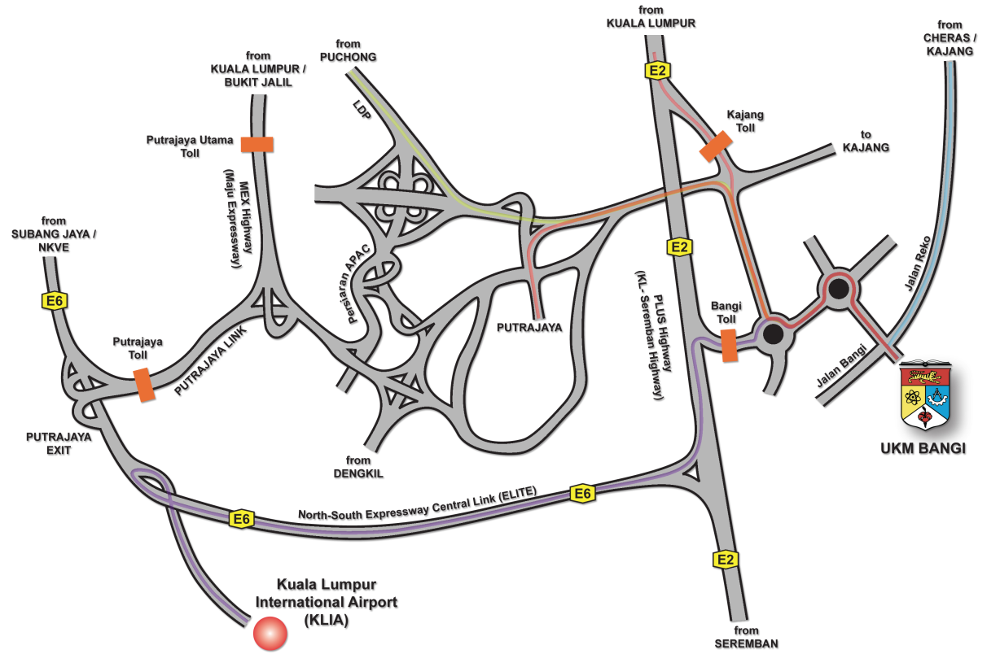 from
KUALA LUMPUR
from
CHERAS /
KAJANG
from
PUCHONG
from
KUALA LUMPUR /
BUKIT JALIL
E2
LDP
Kajang
Toll
to
KAJANG
Putrajaya Utama
Toll
MEX Highway
(Maju Expressway)
from
SUBANG JAYA /
NKVE
E2
Persiaran APAC
Jalan Reko
E6
PLUS Highway
(KL- Seremban Highway)
Bangi
Toll
PUTRAJAYA
Putrajaya
Toll
PUTRAJAYA LINK
Jalan Bangi
PUTRAJAYA
EXIT
UKM BANGI
from
DENGKIL
E6
North-South Expressway Central Link (ELITE)
E6
E2
Kuala Lumpur
International Airport
(KLIA)
from
SEREMBAN